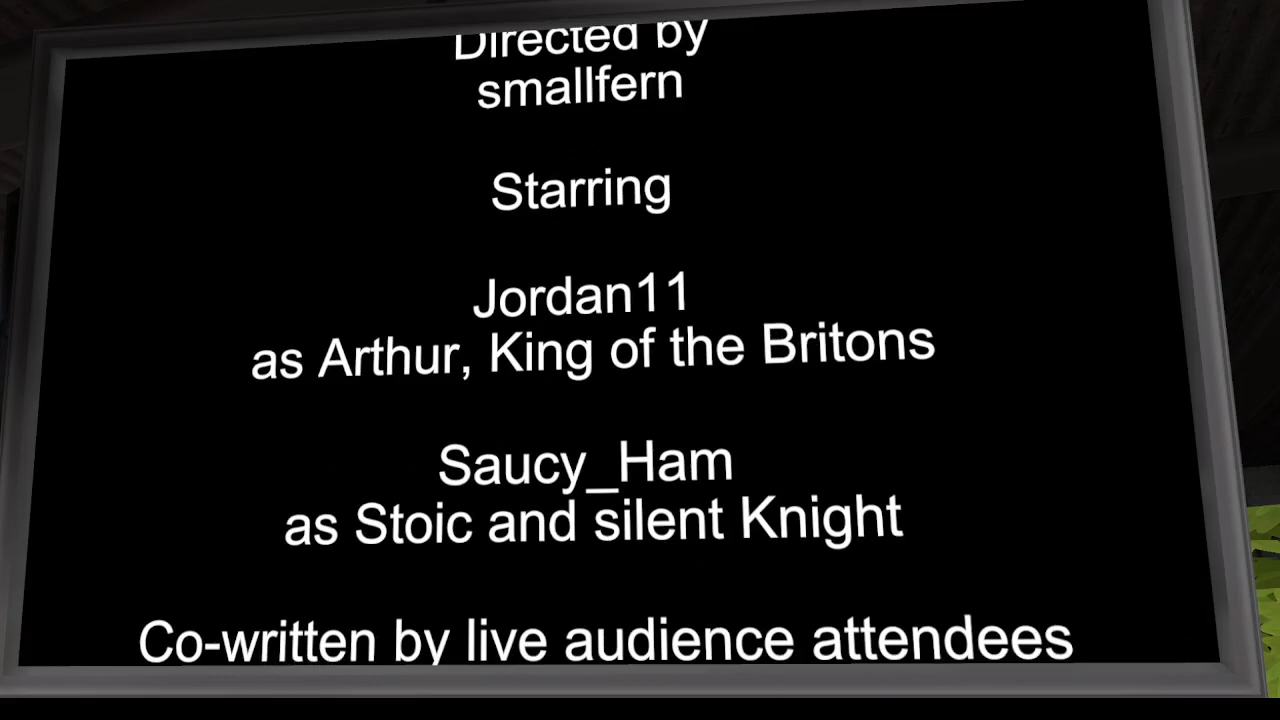 Directed by
smallfern
Starring
Jordan11
as Arthur, King of the Britons
Saucy_Ham
as Stoic and silent Knight
Co-written by live audience attendees